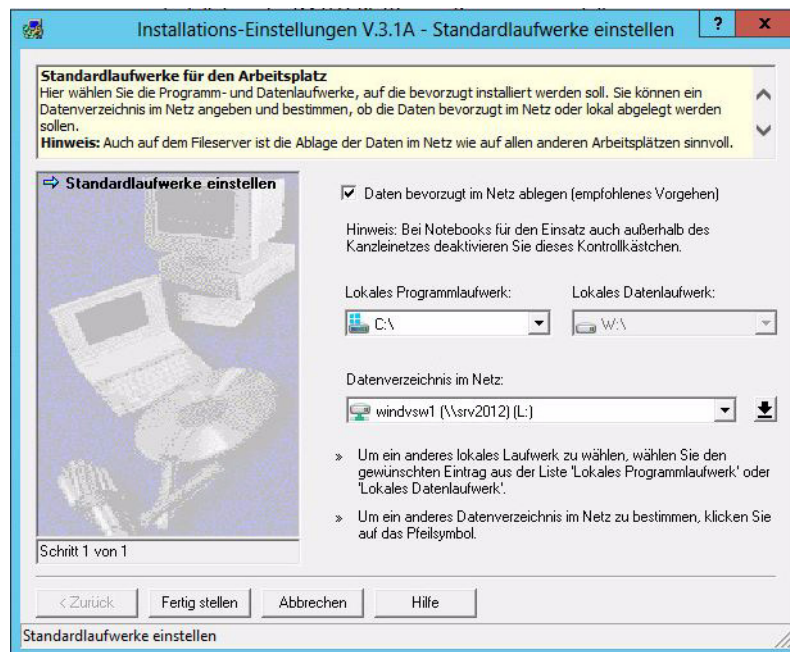 Installations-Einstellungen V.3.1A - Standardlaufwerke einstellen
? x
Standardlaufwerke für den Arbeitsplatz
Hier wählen Sie die Programm- und Datenlaufwerke, auf die bevorzugt installiert werden soll. Sie können ein
Datenverzeichnis im Netz angeben und bestimmen, ob die Daten bevorzugt im Netz oder lokal abgelegt werden
sollen.
Hinweis: Auch auf dem Fileserver ist die Ablage der Daten im Netz wie auf allen anderen Arbeitsplätzen sinnvoll.
Standardlaufwerke einstellen
Daten bevorzugt im Netz ablegen (empfohlenes Vorgehen)
Hinweis: Bei Notebooks für den Einsatz auch außerhalb des
Kanzleinetzes deaktivieren Sie dieses Kontrollkästchen.
Lokales Programmlaufwerk: Lokales Datenlaufwerk:
C:\ W:\
Datenverzeichnis im Netz:
windvsw1 (\\srv2012) (L:)
» Um ein anderes lokales Laufwerk zu wählen, wählen Sie den
gewünschten Eintrag aus der Liste 'Lokales Programmlaufwerk' oder
'Lokales Datenlaufwerk'.
» Um ein anderes Datenverzeichnis im Netz zu bestimmen, klicken Sie
auf das Pfeilsymbol.
Schritt 1 von 1
< Zurück Fertig stellen Abbrechen Hilfe
Standardlaufwerke einstellen